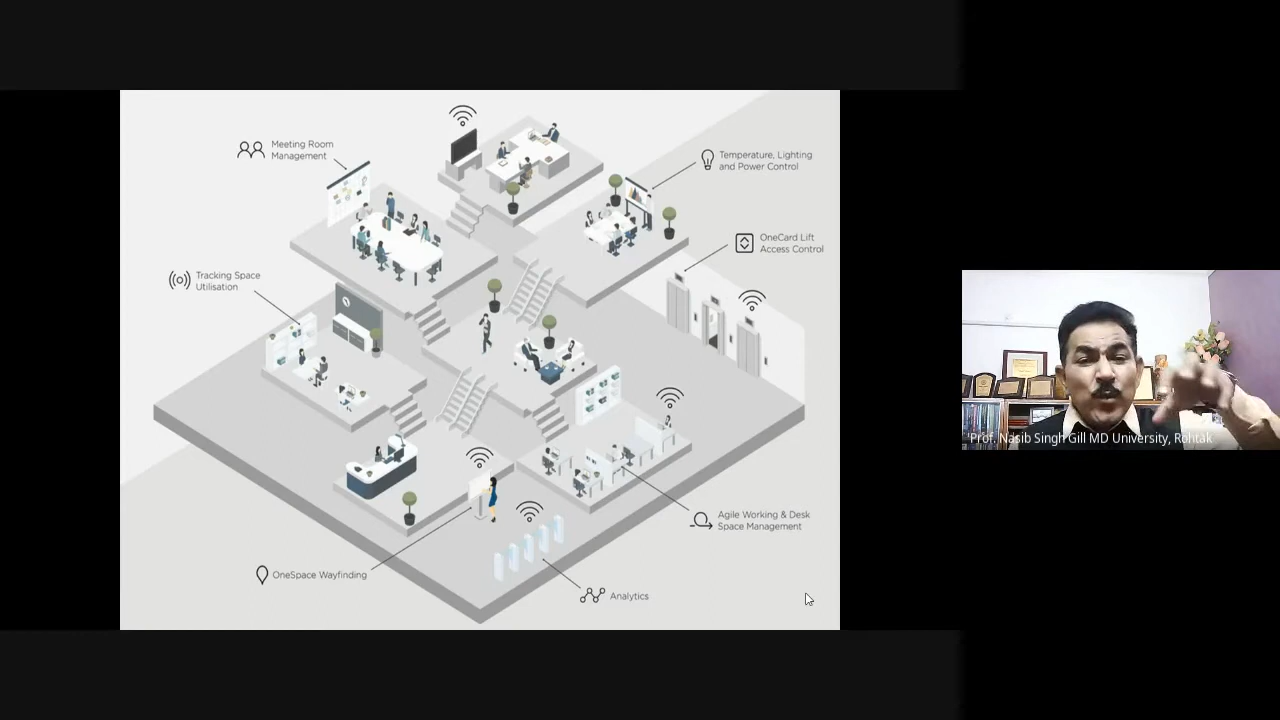 Meeting Room
Management
Temperature, Lighting
and Power Control
OneCard Lift
Access Control
Tracking Space
Utilisation
'Prof. Nasib Singh Gill MD University, Rohtak
Agile Working & Desk
Space Management
OneSpace Wayfinding
Analytics